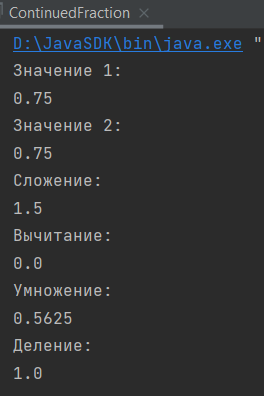 ContinuedFraction ×
D:\JavaSDK\bin\java.exe "
Значение 1:
0.75
Значение 2:
0.75
Сложение:
1.5
Вычитание:
0.0
Умножение:
0.5625
Деление:
1.0